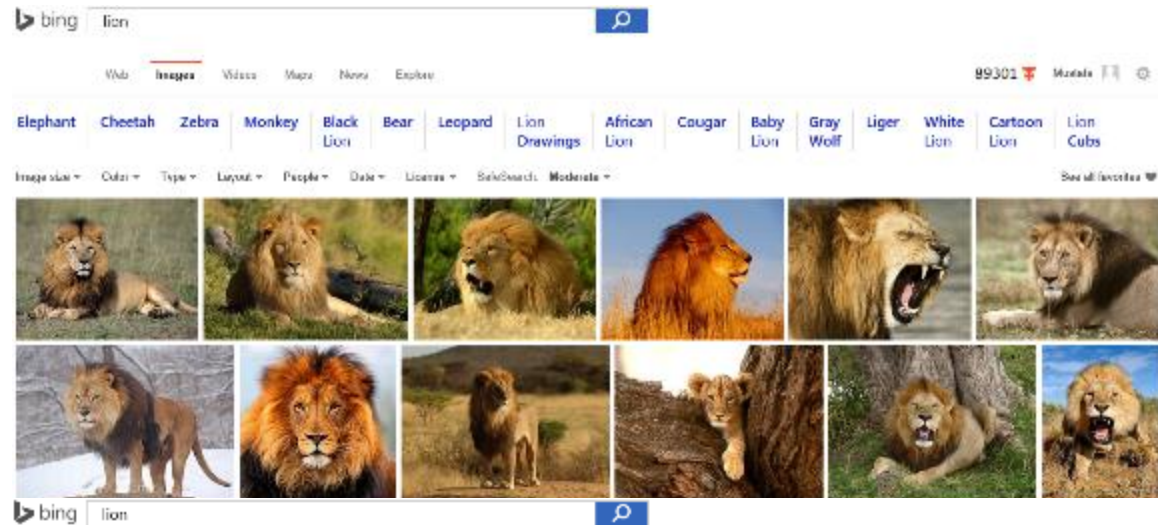 bing lion
Web Images Videos Maps News Explore 89301
Elephant Cheetah Zebra Monkey Black Lion Bear Leopard Lion Drawings African Lion Cougar Baby Lion Gray Wolf Liger White Lion Cartoon Lion Lion Cubs
Image size Color Type Layout People Date License SafeSearch: Moderate See all favorites
bing lion